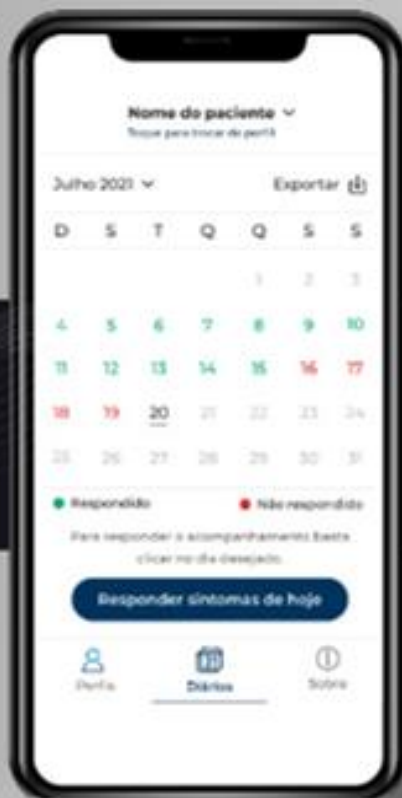 Nome do paciente
Toque para trocar de perfil
Julho 2021 Exportar
D S T Q Q S S
1 2 3
4 5 6 7 8 9 10
11 12 13 14 15 16 17
18 19 20 21 22 23 24
25 26 27 28 29 30 31
Respondido Não respondido
Para responder o acompanhamento basta
clicar no dia desejado.
Responder sintomas de hoje
Perfis Diários Sobre